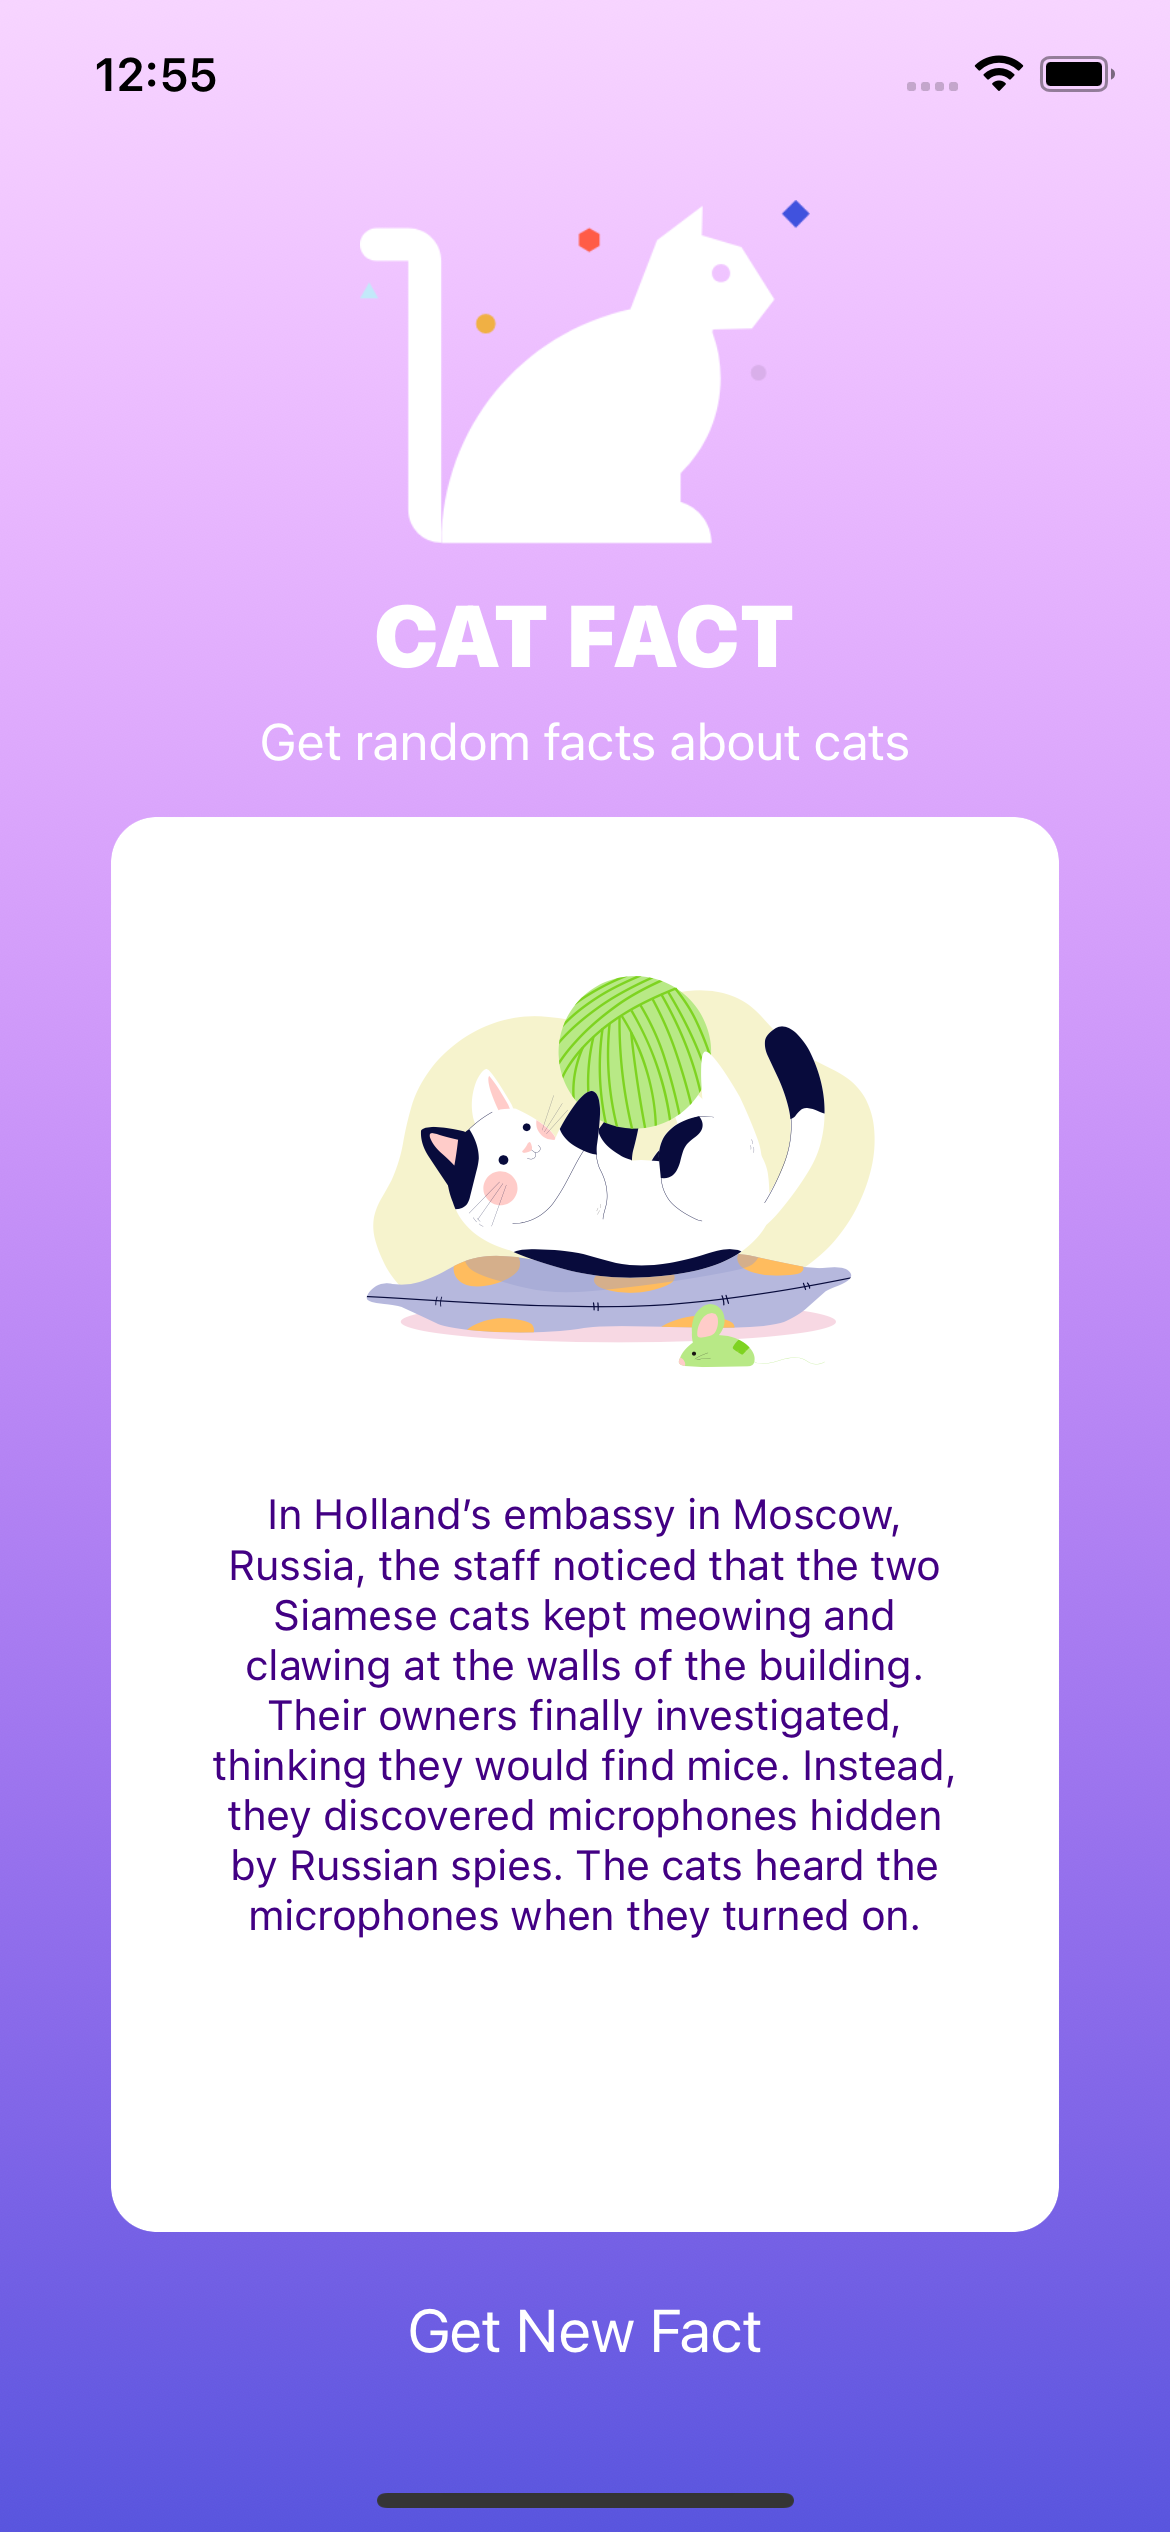 12:55
CAT FACT
Get random facts about cats
In Holland’s embassy in Moscow,
Russia, the staff noticed that the two
Siamese cats kept meowing and
clawing at the walls of the building.
Their owners finally investigated,
thinking they would find mice. Instead,
they discovered microphones hidden
by Russian spies. The cats heard the
microphones when they turned on.
Get New Fact